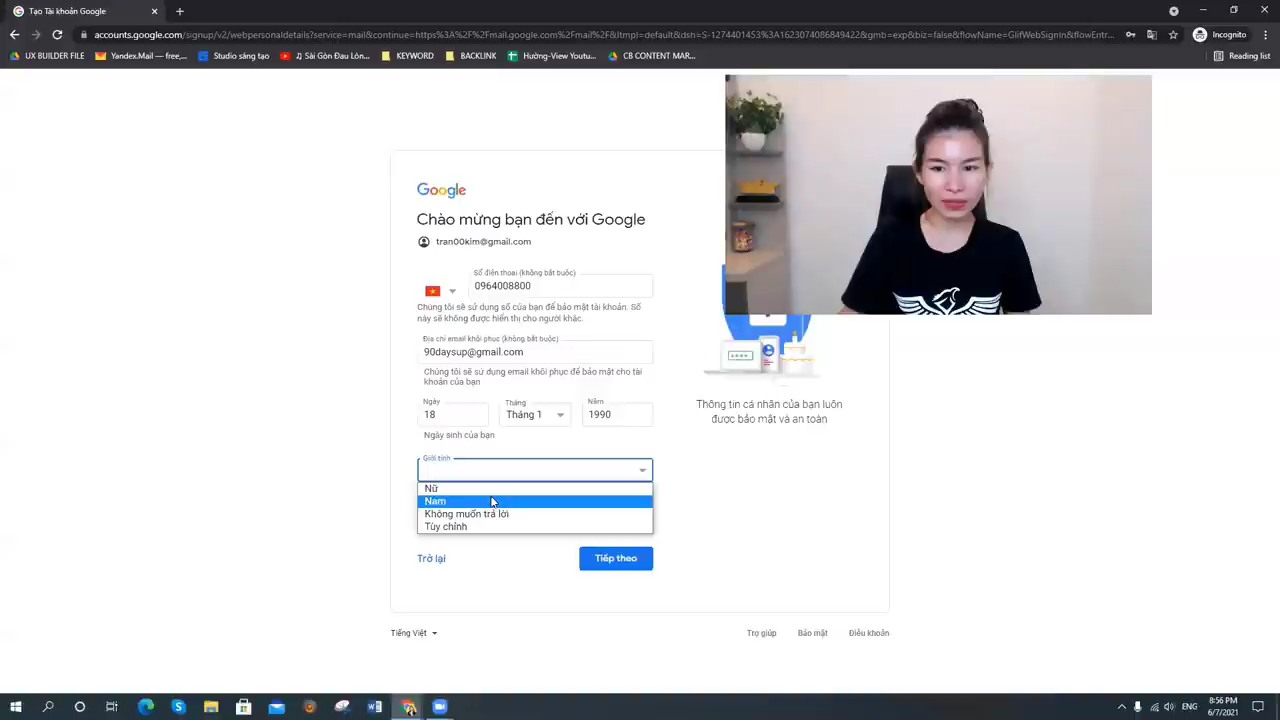 Tạo Tài khoản Google
accounts.google.com/signup/v2/webpersonaldetails?service=mail&continue=https%3A%2F%2Fmail.google.com%2Fmail%2F&ltmpl=default&dsh=S-1274401453%3A1623074086849422&gmb=exp&biz=false&flowName=GlifWebSignIn&flowEntr...
Incognito
UX BUILDER FILE
Yandex.Mail — free,...
Studio sáng tạo
♫ Sài Gòn Đau Lòn...
KEYWORD
BACKLINK
Hường-View Youtu...
CB CONTENT MAR...
Reading list
Google
Chào mừng bạn đến với Google
tran00kim@gmail.com
Số điện thoại (không bắt buộc)
0964008800
Chúng tôi sẽ sử dụng số của bạn để bảo mật tài khoản. Số
này sẽ không được hiển thị cho người khác.
Địa chỉ email khôi phục (không bắt buộc)
90daysup@gmail.com
Chúng tôi sẽ sử dụng email khôi phục để bảo mật cho tài
khoản của bạn
Ngày
Tháng
Năm
18
Tháng 1
1990
Ngày sinh của bạn
Giới tính
Nữ
Nam
Không muốn trả lời
Tùy chỉnh
Trở lại
Tiếp theo
Thông tin cá nhân của bạn luôn
được bảo mật và an toàn
Tiếng Việt
Trợ giúp
Bảo mật
Điều khoản
ENG
8:56 PM
6/7/2021